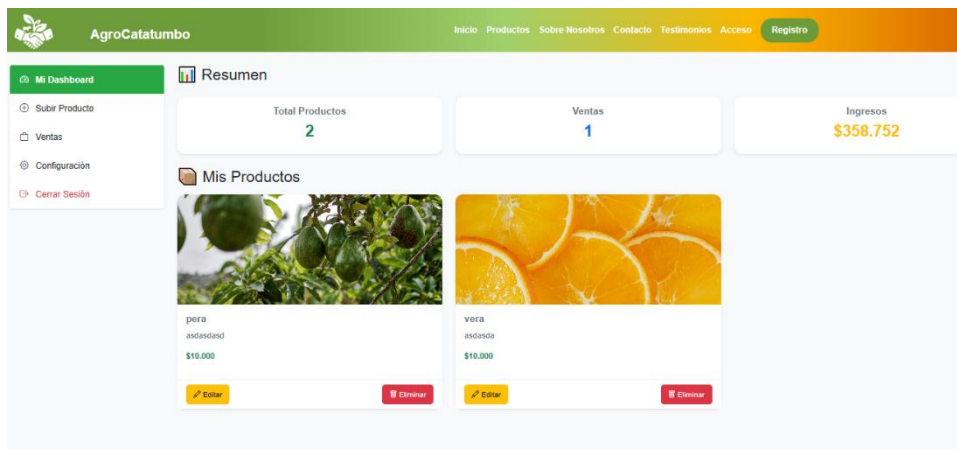 AgroCatatumbo
Inicio Productos Sobre Nosotros Contacto Testimonios Acceso Registro
Mi Dashboard
Subir Producto
Ventas
Configuración
Cerrar Sesión
Resumen
Total Productos
2
Ventas
1
Ingresos
$358.752
Mis Productos
pera
asdasdasd
$10.000
Editar
Eliminar
vera
asdasda
$10.000
Editar
Eliminar